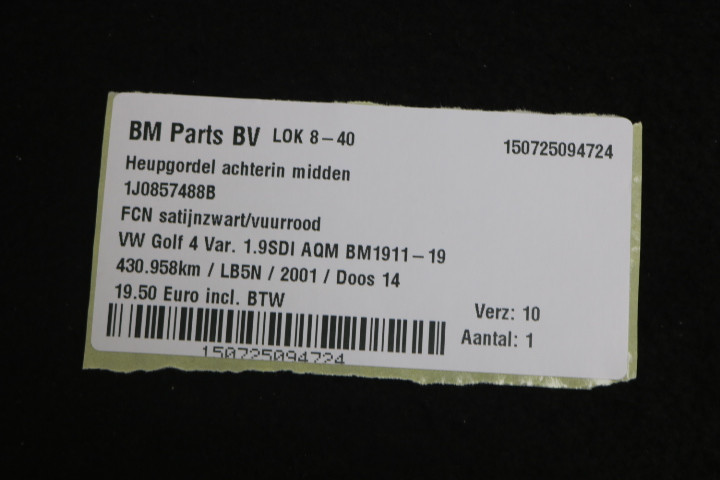 BM Parts BV LOK 8-40 150725094724
Heupgordel achterin midden
1J0857488B
FCN satijnzwart/vuurrood
VW Golf 4 Var. 1.9SDI AQM BM1911-19
430.958km / LB5N / 2001 / Doos 14
19.50 Euro incl. BTW
Verz: 10
Aantal: 1
150725094724